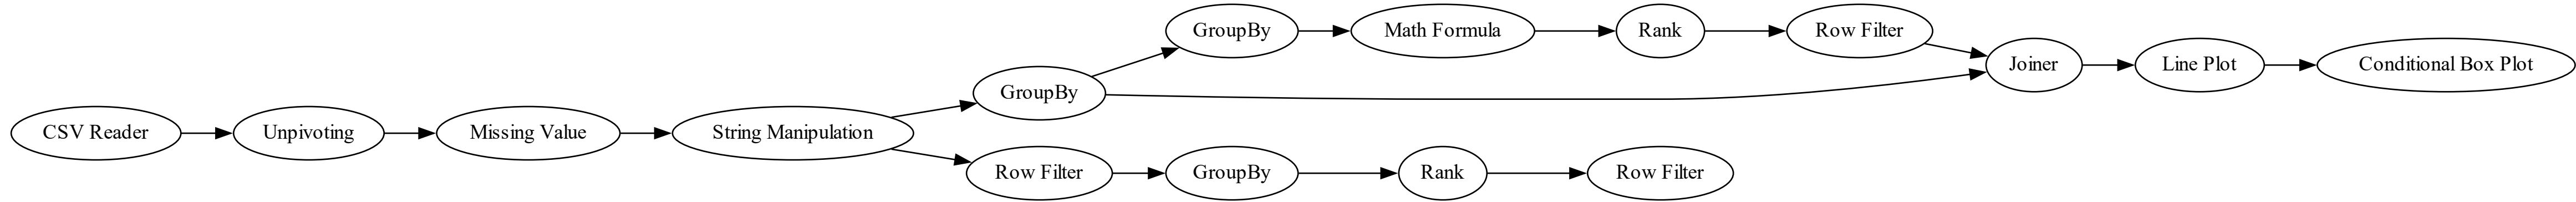 CSV Reader
Unpivoting
Missing Value
String Manipulation
GroupBy
GroupBy
Math Formula
Rank
Row Filter
Joiner
Line Plot
Conditional Box Plot
Row Filter
GroupBy
Rank
Row Filter